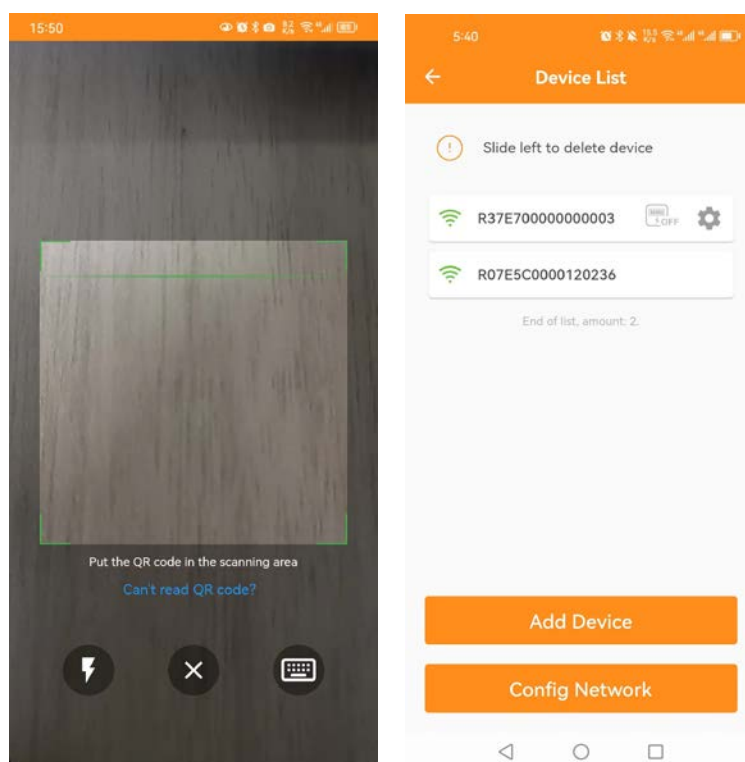 15:50
Put the QR code in the scanning area
Can't read QR code?
5:40
Device List
Slide left to delete device
R37E700000000003
OFF
R07E5C0000120236
End of list, amount: 2.
Add Device
Config Network